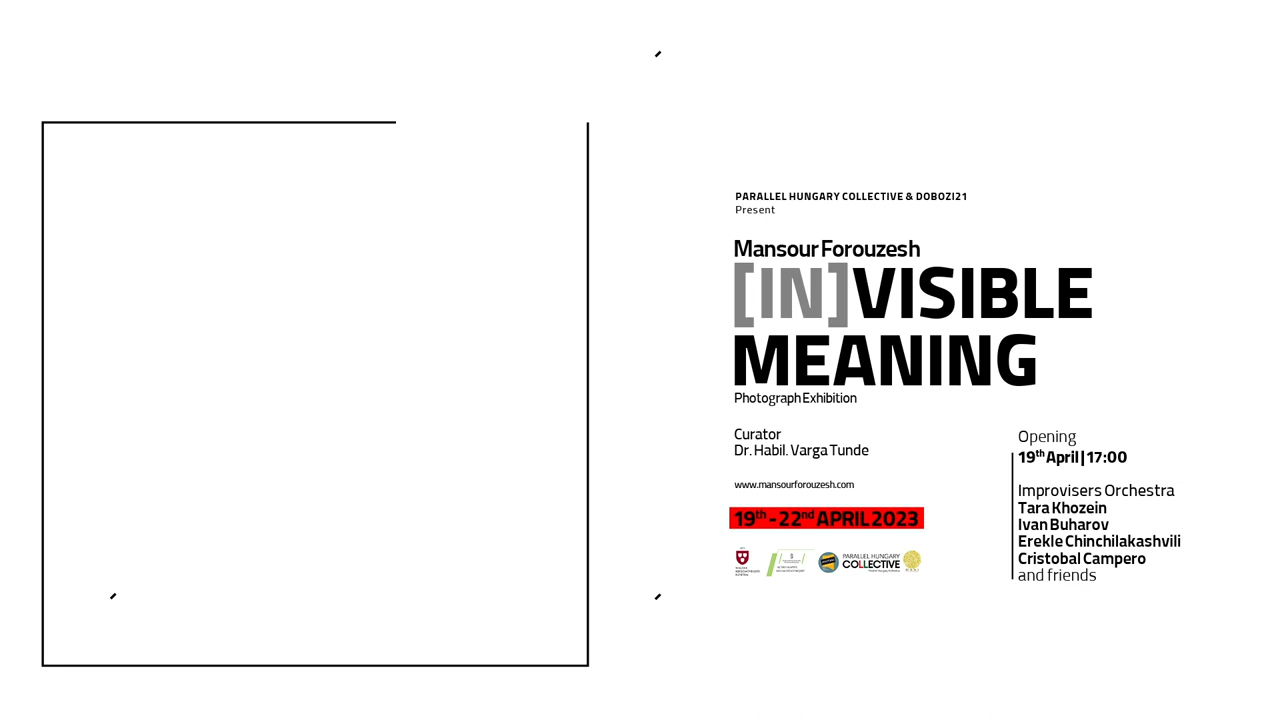 PARALLEL HUNGARY COLLECTIVE & DOBOZI21
Present
Mansour Forouzesh
[IN]VISIBLE
MEANING
Photograph Exhibition
Curator
Dr. Habil. Varga Tunde
www.mansourforouzesh.com
19th - 22nd APRIL 2023
PARALLEL HUNGARY
COLLECTIVE
Opening
19th April | 17:00
Improvisers Orchestra
Tara Khozein
Ivan Buharov
Erekle Chinchilakashvili
Cristobal Campero
and friends